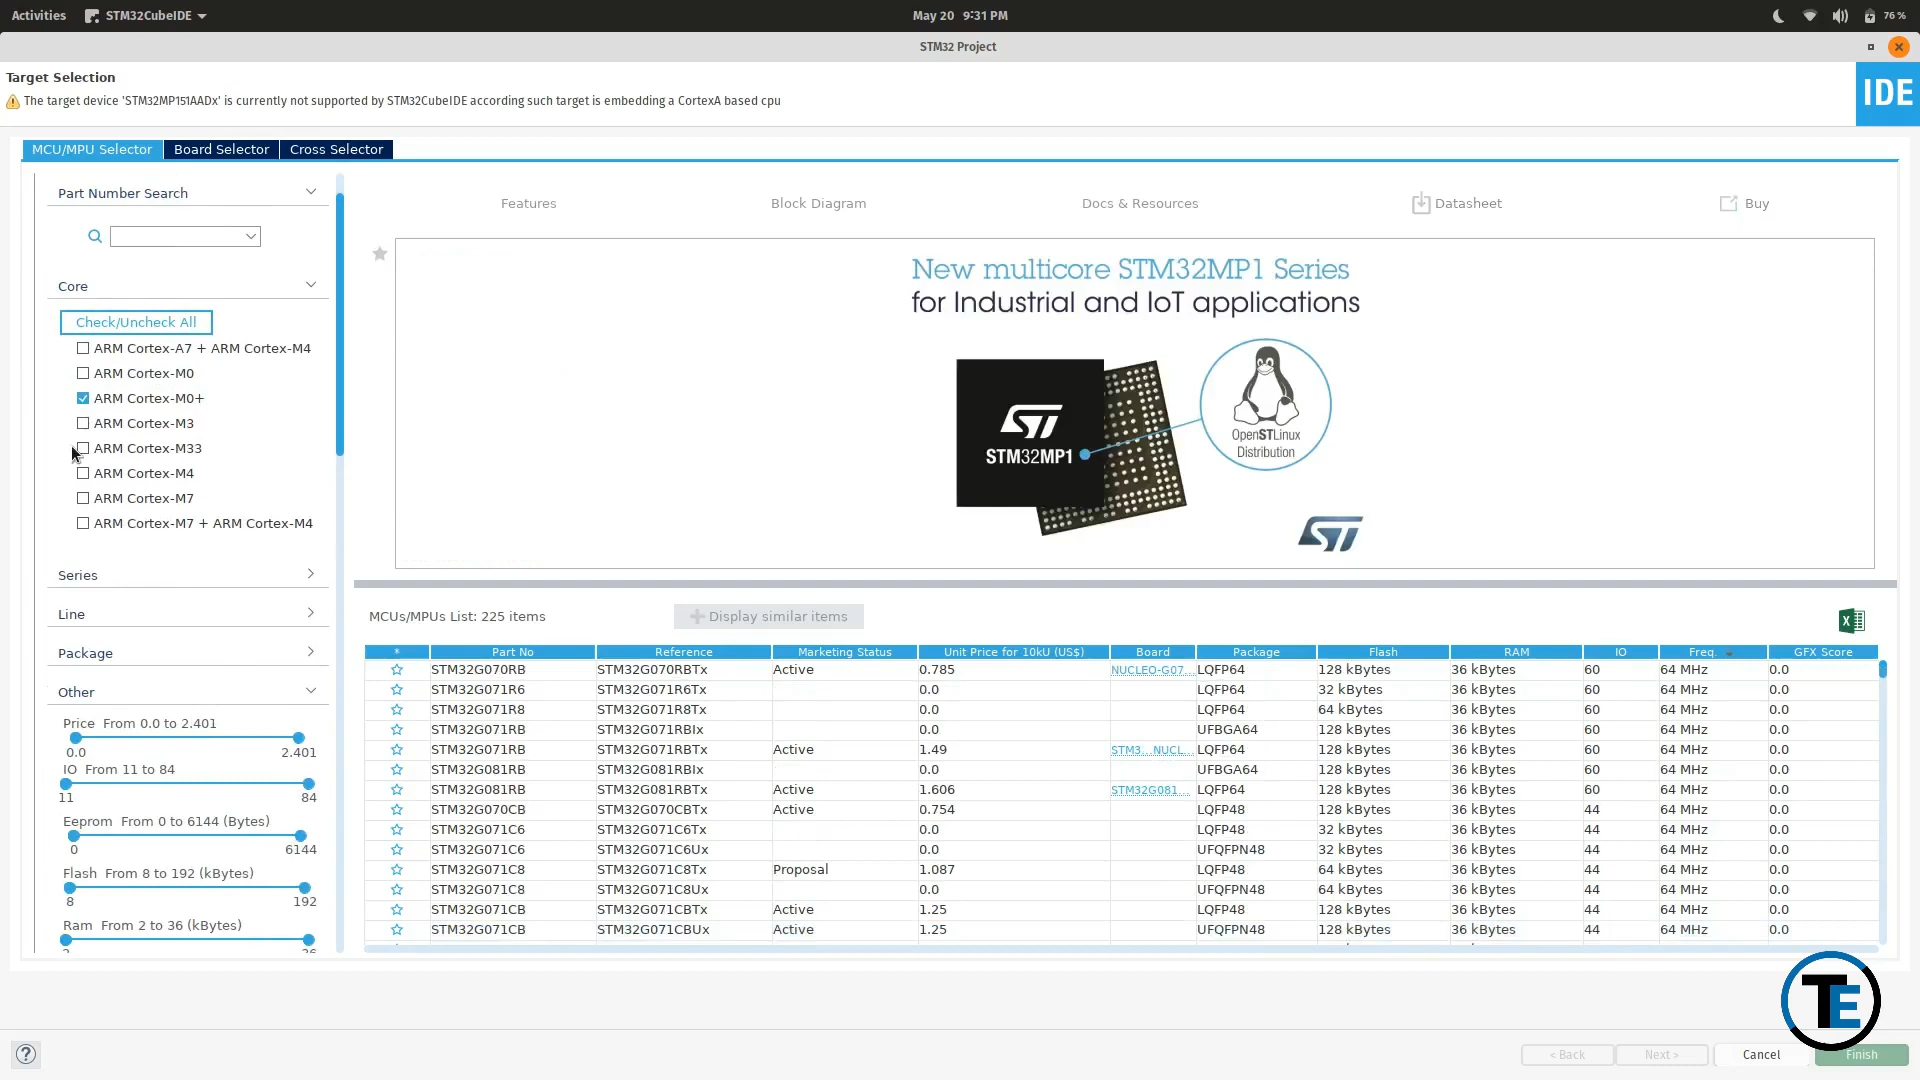 Activities STM32CubeIDE May 20 9:31 PM 76 %
STM32 Project
Target Selection
The target device 'STM32MP151AADx' is currently not supported by STM32CubeIDE according such target is embedding a CortexA based cpu
IDE
MCU/MPU Selector Board Selector Cross Selector
Part Number Search
Features Block Diagram Docs & Resources Datasheet Buy
Core
Check/Uncheck All
ARM Cortex-A7 + ARM Cortex-M4
ARM Cortex-M0
ARM Cortex-M0+
ARM Cortex-M3
ARM Cortex-M33
ARM Cortex-M4
ARM Cortex-M7
ARM Cortex-M7 + ARM Cortex-M4
New multicore STM32MP1 Series
for Industrial and IoT applications
ST
STM32MP1
OpenSTLinux
Distribution
ST
Series
Line
Package
Other
Price From 0.0 to 2.401
0.0 2.401
IO From 11 to 84
11 84
Eeprom From 0 to 6144 (Bytes)
0 6144
Flash From 8 to 192 (kBytes)
8 192
Ram From 2 to 36 (kBytes)
MCUs/MPUs List: 225 items Display similar items
* Part No Reference Marketing Status Unit Price for 10kU (US$) Board Package Flash RAM IO Freq. GFX Score
STM32G070RB STM32G070RBTx Active 0.785 NUCLEO-G07... LQFP64 128 kBytes 36 kBytes 60 64 MHz 0.0
STM32G071R6 STM32G071R6Tx 0.0 LQFP64 32 kBytes 36 kBytes 60 64 MHz 0.0
STM32G071R8 STM32G071R8Tx 0.0 LQFP64 64 kBytes 36 kBytes 60 64 MHz 0.0
STM32G071RB STM32G071RBIx 0.0 UFBGA64 128 kBytes 36 kBytes 60 64 MHz 0.0
STM32G071RB STM32G071RBTx Active 1.49 STM3... NUCL... LQFP64 128 kBytes 36 kBytes 60 64 MHz 0.0
STM32G081RB STM32G081RBIx 0.0 UFBGA64 128 kBytes 36 kBytes 60 64 MHz 0.0
STM32G081RB STM32G081RBTx Active 1.606 STM32G081... LQFP64 128 kBytes 36 kBytes 60 64 MHz 0.0
STM32G070CB STM32G070CBTx Active 0.754 LQFP48 128 kBytes 36 kBytes 44 64 MHz 0.0
STM32G071C6 STM32G071C6Tx 0.0 LQFP48 32 kBytes 36 kBytes 44 64 MHz 0.0
STM32G071C6 STM32G071C6Ux 0.0 UFQFPN48 32 kBytes 36 kBytes 44 64 MHz 0.0
STM32G071C8 STM32G071C8Tx Proposal 1.087 LQFP48 64 kBytes 36 kBytes 44 64 MHz 0.0
STM32G071C8 STM32G071C8Ux 0.0 UFQFPN48 64 kBytes 36 kBytes 44 64 MHz 0.0
STM32G071CB STM32G071CBTx Active 1.25 LQFP48 128 kBytes 36 kBytes 44 64 MHz 0.0
STM32G071CB STM32G071CBUx Active 1.25 UFQFPN48 128 kBytes 36 kBytes 44 64 MHz 0.0
TE
? < Back Next > Cancel Finish